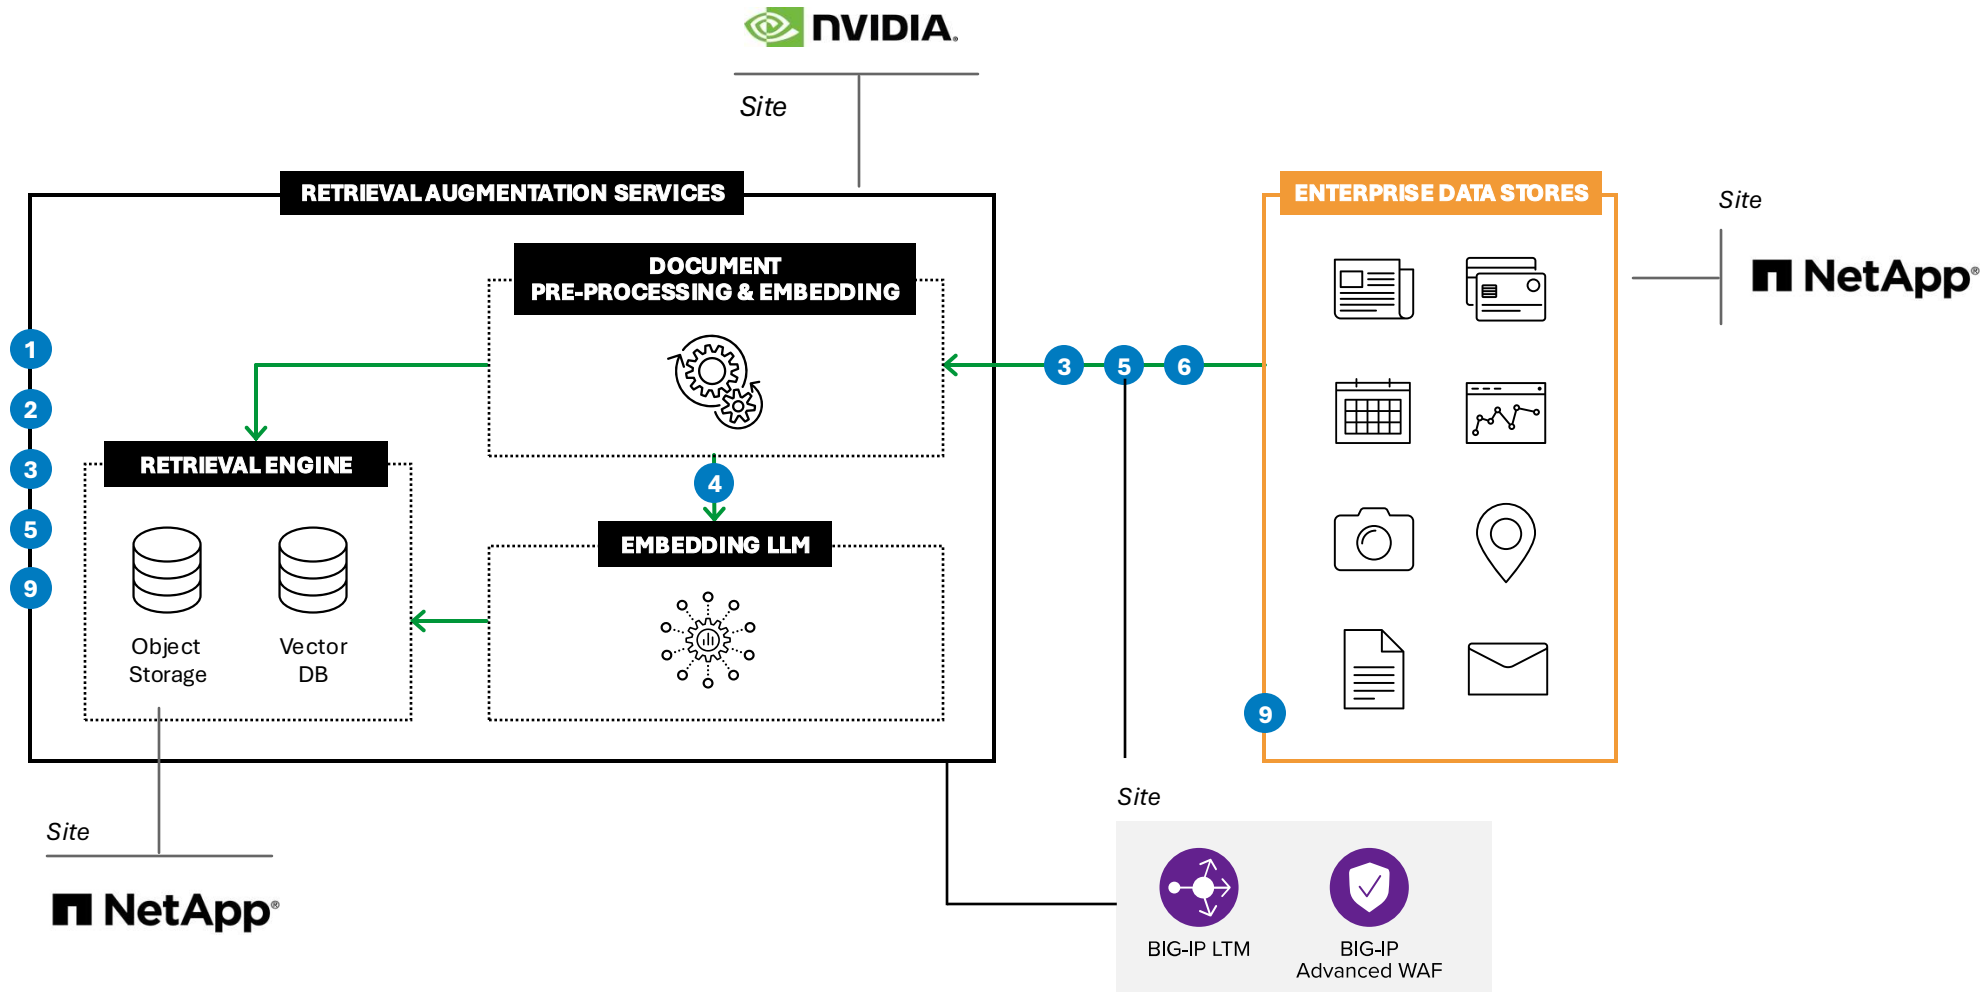 NVIDIA.
Site
RETRIEVAL AUGMENTATION SERVICES
ENTERPRISE DATA STORES
Site
NetApp®
DOCUMENT
PRE-PROCESSING & EMBEDDING
1
2
3
5
9
3
5
6
RETRIEVAL ENGINE
4
EMBEDDING LLM
Object
Storage
Vector
DB
9
Site
NetApp®
Site
BIG-IP LTM
BIG-IP
Advanced WAF